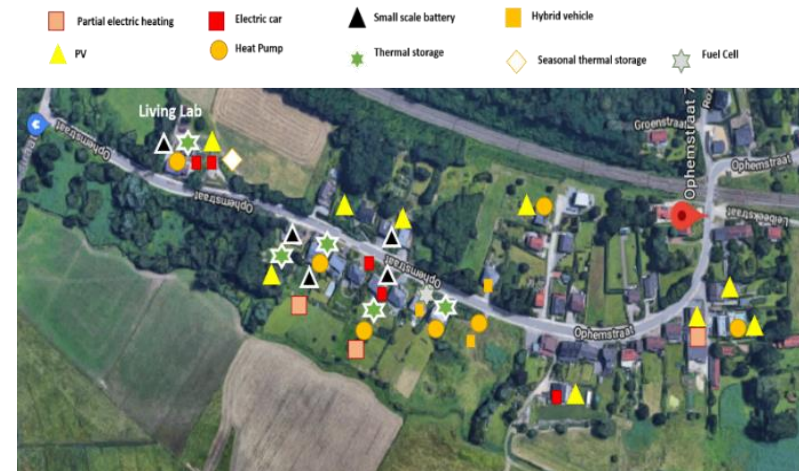 Partial electric heating
Electric car
Small scale battery
Hybrid vehicle
PV
Heat Pump
Thermal storage
Seasonal thermal storage
Fuel Cell
Living Lab
Ophemstraat
Ophemstraat
Ophemstraat
Ophemstraat
Ophemstraat
Ophemstraat 7
Groenstraat
Leibeekstraat